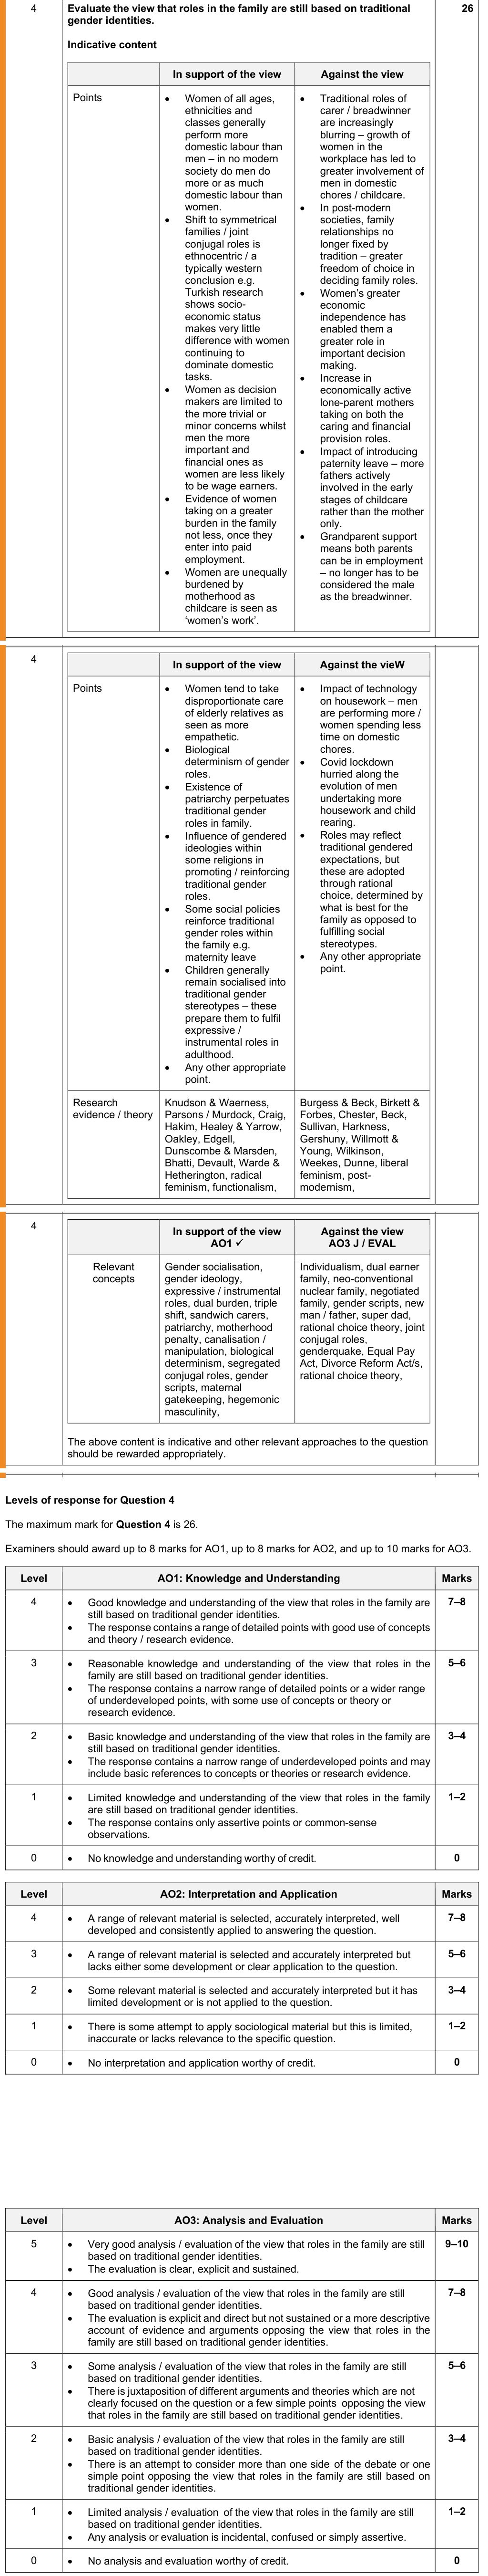 4
Evaluate the view that roles in the family are still based on traditional
gender identities.
26
Indicative content
In support of the view
Against the view
Points
• Women of all ages,
ethnicities and
classes generally
perform more
domestic labour than
men – in no modern
society do men do
more or as much
domestic labour than
women.
• Shift to symmetrical
families / joint
conjugal roles is
ethnocentric / a
typically western
conclusion e.g.
Turkish research
shows socio-
economic status
makes very little
difference with women
continuing to
dominate domestic
tasks.
• Women as decision
makers are limited to
the more trivial or
minor concerns whilst
men the more
important and
financial ones as
women are less likely
to be wage earners.
• Evidence of women
taking on a greater
burden in the family
not less, once they
enter into paid
employment.
• Women are unequally
burdened by
motherhood as
childcare is seen as
‘women’s work’.
• Traditional roles of
carer / breadwinner
are increasingly
blurring – growth of
women in the
workplace has led to
greater involvement of
men in domestic
chores / childcare.
• In post-modern
societies, family
relationships no
longer fixed by
tradition – greater
freedom of choice in
deciding family roles.
• Women’s greater
economic
independence has
enabled them a
greater role in
important decision
making.
• Increase in
economically active
lone-parent mothers
taking on both the
caring and financial
provision roles.
• Impact of introducing
paternity leave – more
fathers actively
involved in the early
stages of childcare
rather than the mother
only.
• Grandparent support
means both parents
can be in employment
– no longer has to be
considered the male
as the breadwinner.
4
In support of the view
Against the vieW
Points
• Women tend to take
disproportionate care
of elderly relatives as
seen as more
empathetic.
• Biological
determinism of gender
roles.
• Existence of
patriarchy perpetuates
traditional gender
roles in family.
• Influence of gendered
ideologies within
some religions in
promoting / reinforcing
traditional gender
roles.
• Some social policies
reinforce traditional
gender roles within
the family e.g.
maternity leave
• Children generally
remain socialised into
traditional gender
stereotypes – these
prepare them to fulfil
expressive /
instrumental roles in
adulthood.
• Any other appropriate
point.
• Impact of technology
on housework – men
are performing more /
women spending less
time on domestic
chores.
• Covid lockdown
hurried along the
evolution of men
undertaking more
housework and child
rearing.
• Roles may reflect
traditional gendered
expectations, but
these are adopted
through rational
choice, determined by
what is best for the
family as opposed to
fulfilling social
stereotypes.
• Any other appropriate
point.
Research
evidence / theory
Knudson & Waerness,
Parsons / Murdock, Craig,
Hakim, Healey & Yarrow,
Oakley, Edgell,
Dunscombe & Marsden,
Bhatti, Devault, Warde &
Hetherington, radical
feminism, functionalism,
Burgess & Beck, Birkett &
Forbes, Chester, Beck,
Sullivan, Harkness,
Gershuny, Willmott &
Young, Wilkinson,
Weekes, Dunne, liberal
feminism, post-
modernism,
4
In support of the view
AO1 ✓
Against the view
AO3 J / EVAL
Relevant
concepts
Gender socialisation,
gender ideology,
expressive / instrumental
roles, dual burden, triple
shift, sandwich carers,
patriarchy, motherhood
penalty, canalisation /
manipulation, biological
determinism, segregated
conjugal roles, gender
scripts, maternal
gatekeeping, hegemonic
masculinity,
Individualism, dual earner
family, neo-conventional
nuclear family, negotiated
family, gender scripts, new
man / father, super dad,
rational choice theory, joint
conjugal roles,
genderquake, Equal Pay
Act, Divorce Reform Act/s,
rational choice theory,
The above content is indicative and other relevant approaches to the question
should be rewarded appropriately.
Levels of response for Question 4
The maximum mark for Question 4 is 26.
Examiners should award up to 8 marks for AO1, up to 8 marks for AO2, and up to 10 marks for AO3.
Level
AO1: Knowledge and Understanding
Marks
4
• Good knowledge and understanding of the view that roles in the family are
still based on traditional gender identities.
• The response contains a range of detailed points with good use of concepts
and theory / research evidence.
7–8
3
• Reasonable knowledge and understanding of the view that roles in the
family are still based on traditional gender identities.
• The response contains a narrow range of detailed points or a wider range
of underdeveloped points, with some use of concepts or theory or
research evidence.
5–6
2
• Basic knowledge and understanding of the view that roles in the family are
still based on traditional gender identities.
• The response contains a narrow range of underdeveloped points and may
include basic references to concepts or theories or research evidence.
3–4
1
• Limited knowledge and understanding of the view that roles in the family
are still based on traditional gender identities.
• The response contains only assertive points or common-sense
observations.
1–2
0
• No knowledge and understanding worthy of credit.
0
Level
AO2: Interpretation and Application
Marks
4
• A range of relevant material is selected, accurately interpreted, well
developed and consistently applied to answering the question.
7–8
3
• A range of relevant material is selected and accurately interpreted but
lacks either some development or clear application to the question.
5–6
2
• Some relevant material is selected and accurately interpreted but it has
limited development or is not applied to the question.
3–4
1
• There is some attempt to apply sociological material but this is limited,
inaccurate or lacks relevance to the specific question.
1–2
0
• No interpretation and application worthy of credit.
0
Level
AO3: Analysis and Evaluation
Marks
5
• Very good analysis / evaluation of the view that roles in the family are still
based on traditional gender identities.
• The evaluation is clear, explicit and sustained.
9–10
4
• Good analysis / evaluation of the view that roles in the family are still
based on traditional gender identities.
• The evaluation is explicit and direct but not sustained or a more descriptive
account of evidence and arguments opposing the view that roles in the
family are still based on traditional gender identities.
7–8
3
• Some analysis / evaluation of the view that roles in the family are still
based on traditional gender identities.
• There is juxtaposition of different arguments and theories which are not
clearly focused on the question or a few simple points opposing the view
that roles in the family are still based on traditional gender identities.
5–6
2
• Basic analysis / evaluation of the view that roles in the family are still
based on traditional gender identities.
• There is an attempt to consider more than one side of the debate or one
simple point opposing the view that roles in the family are still based on
traditional gender identities.
3–4
1
• Limited analysis / evaluation of the view that roles in the family are still
based on traditional gender identities.
• Any analysis or evaluation is incidental, confused or simply assertive.
1–2
0
• No analysis and evaluation worthy of credit.
0